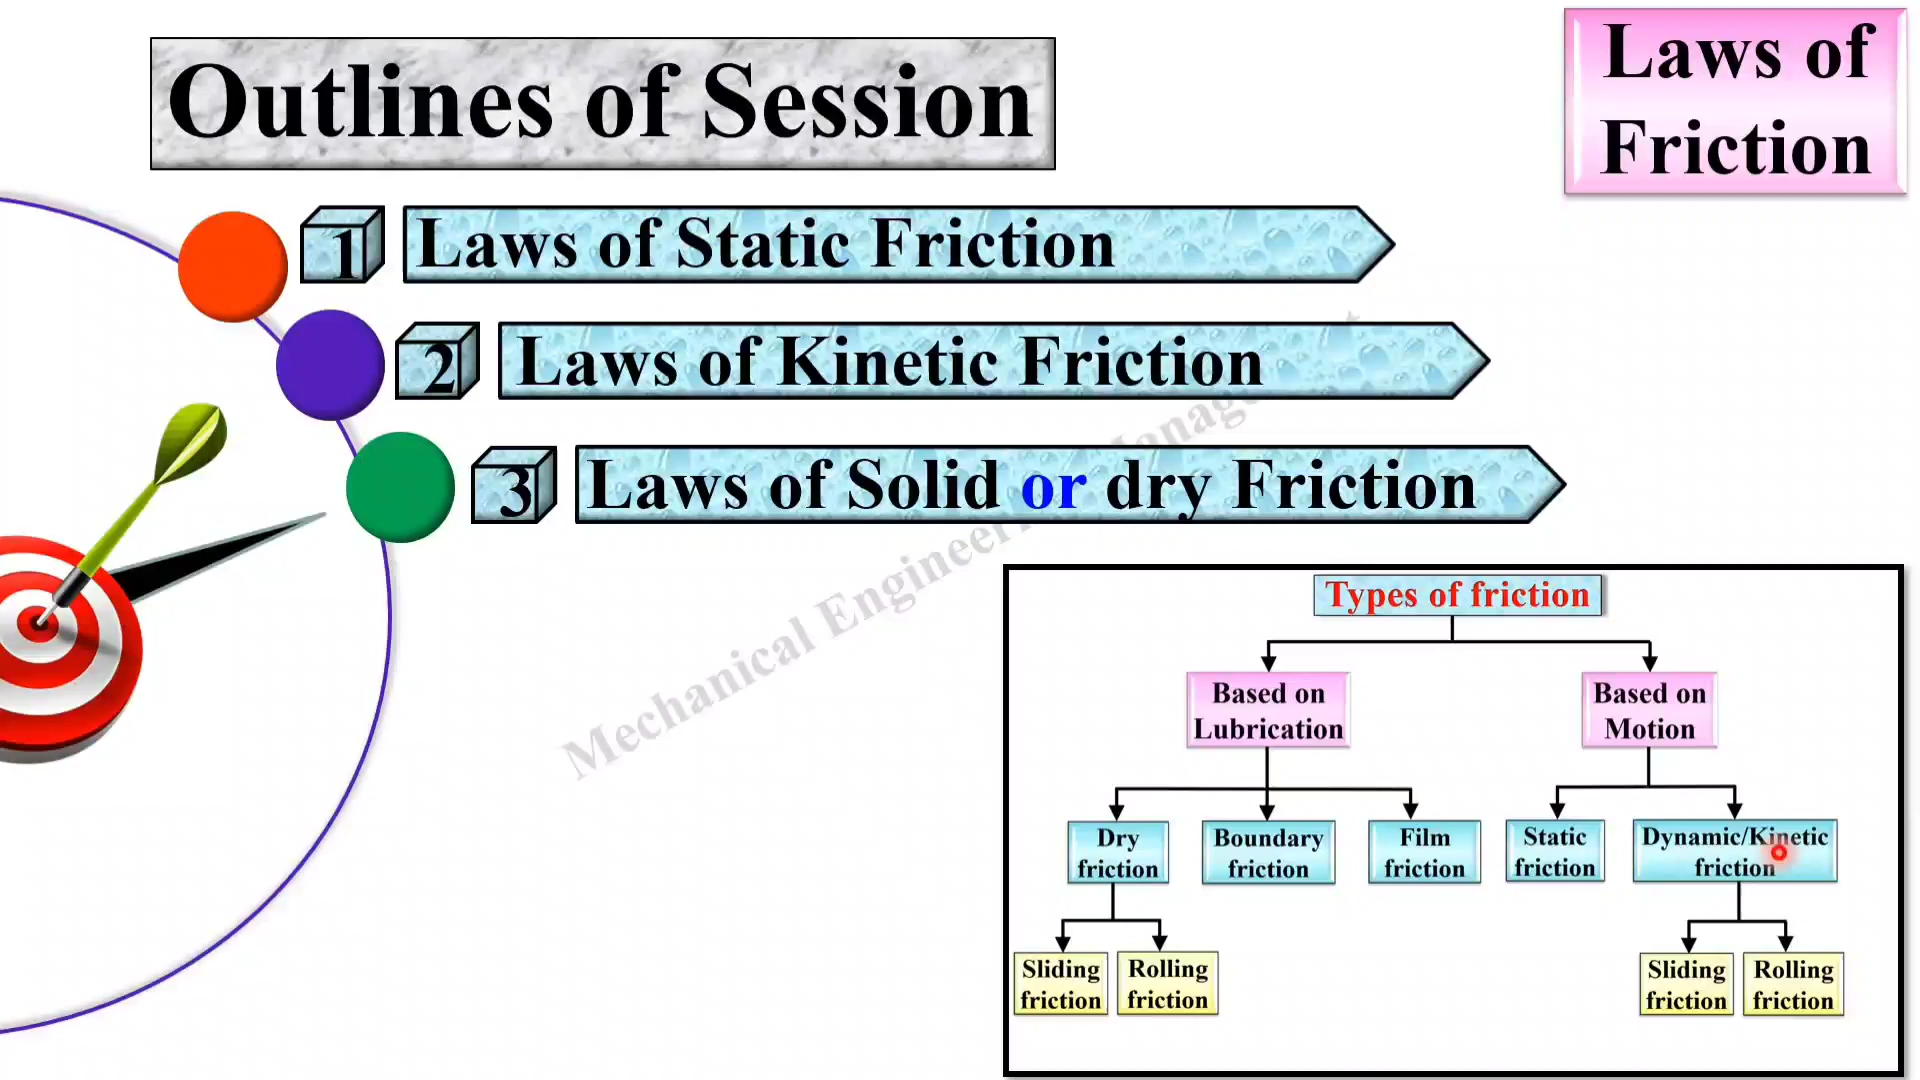 Outlines of Session
Laws of
Friction
1 Laws of Static Friction
2 Laws of Kinetic Friction
3 Laws of Solid or dry Friction
Mechanical Engineering Management
Types of friction
Based on
Lubrication
Based on
Motion
Dry
friction
Boundary
friction
Film
friction
Static
friction
Dynamic/Kinetic
friction
Sliding
friction
Rolling
friction
Sliding
friction
Rolling
friction